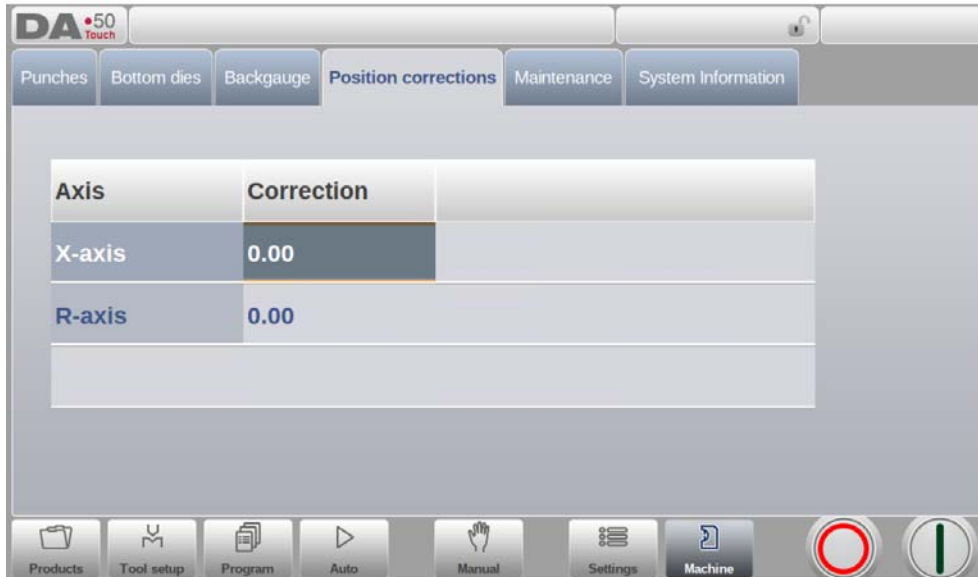 DA•50
Touch
Punches Bottom dies Backgauge Position corrections Maintenance System Information
Axis Correction
X-axis 0.00
R-axis 0.00
Products Tool setup Program Auto Manual Settings Machine